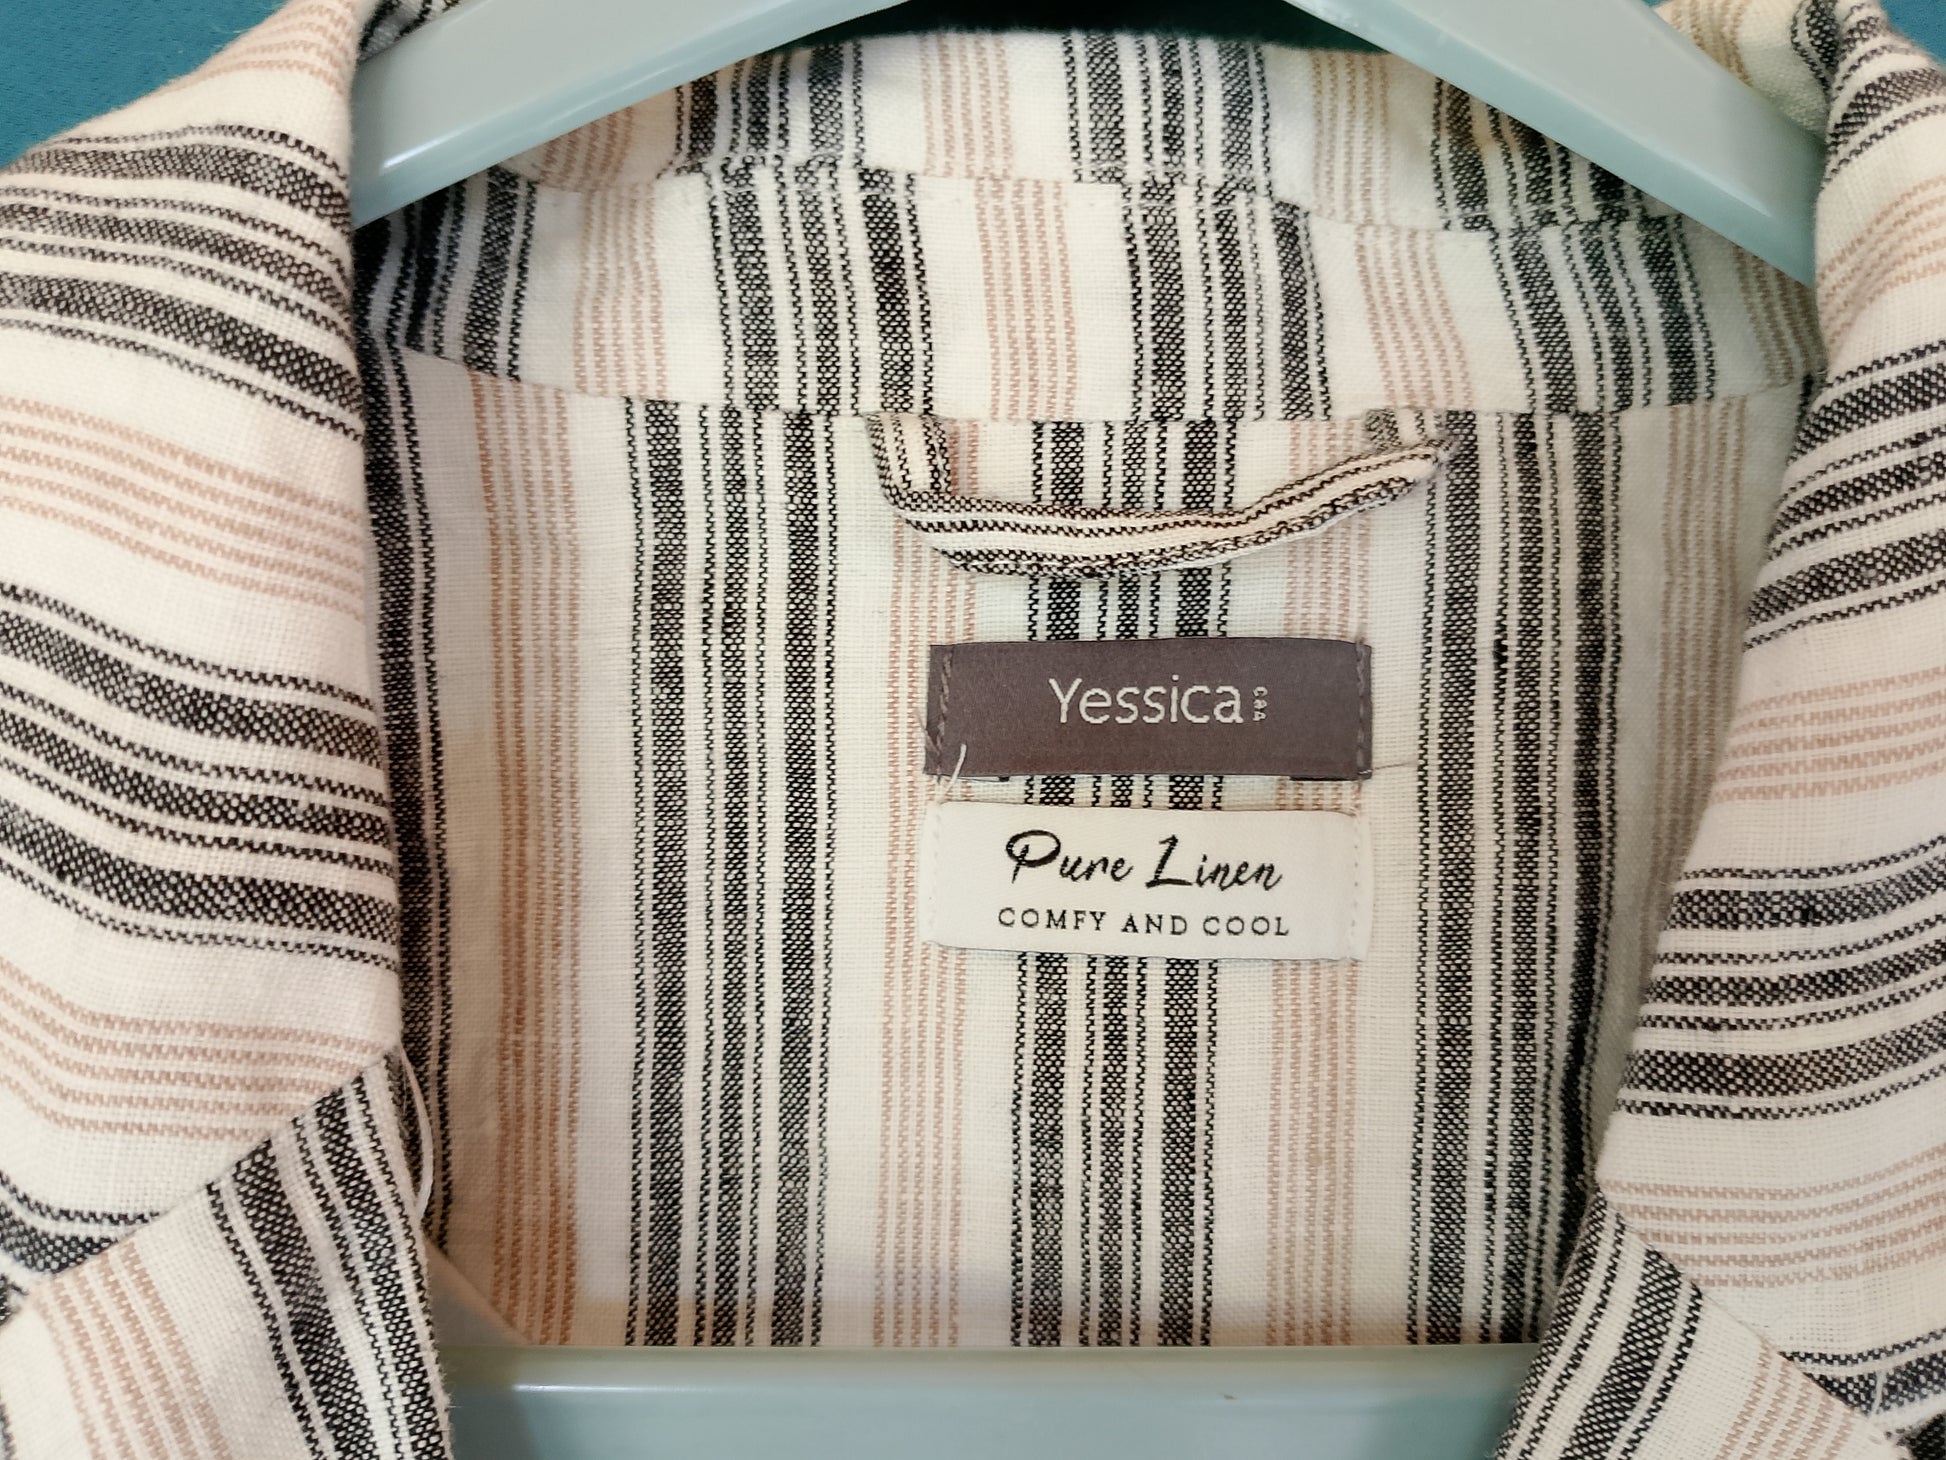 Yessica C&A
Pure Linen
COMFY AND COOL